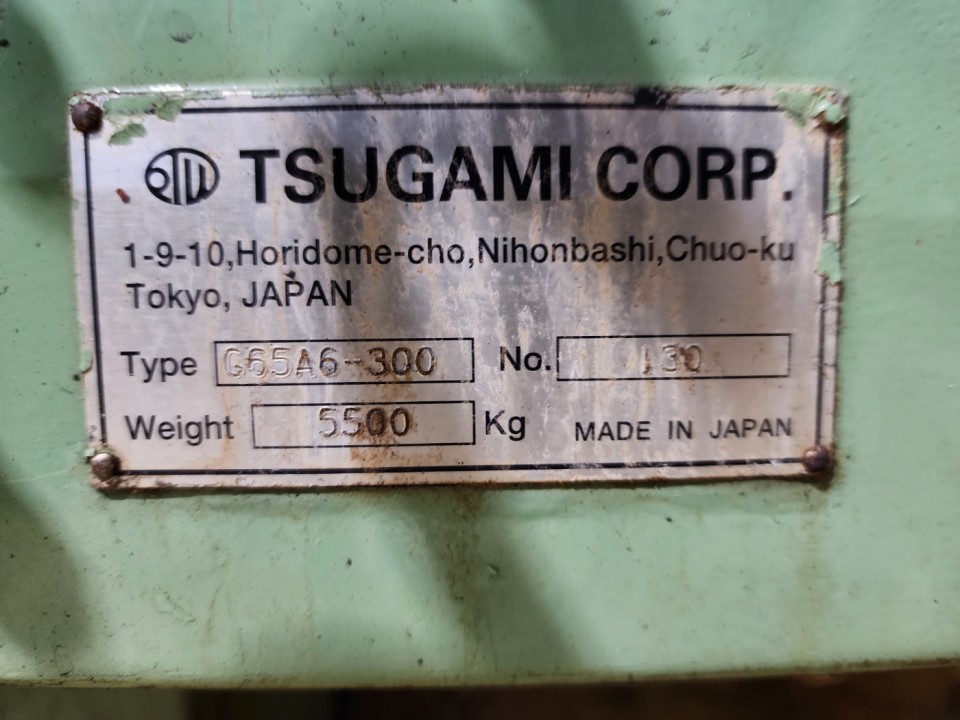 TSUGAMI CORP.
1-9-10,Horidome-cho,Nihonbashi,Chuo-ku
Tokyo, JAPAN
Type G65A6-300 No. 130
Weight 5500 Kg MADE IN JAPAN